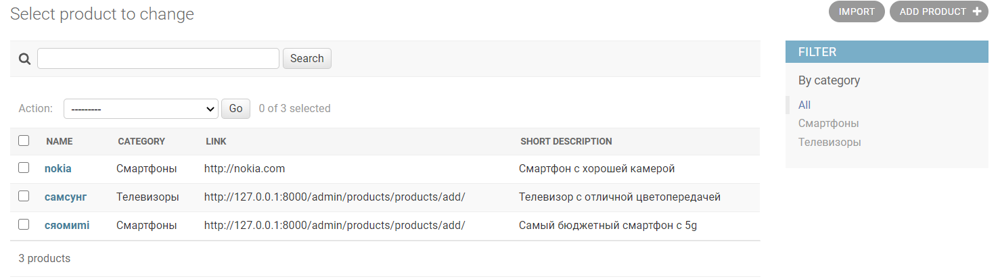 Select product to change
IMPORT
ADD PRODUCT
Search
FILTER
By category
All
Смартфоны
Телевизоры
Action: --------- Go 0 of 3 selected
NAME CATEGORY LINK SHORT DESCRIPTION
nokia Смартфоны http://nokia.com Смартфон с хорошей камерой
самсунг Телевизоры http://127.0.0.1:8000/admin/products/products/add/ Телевизор с отличной цветопередачей
сяомиmi Смартфоны http://127.0.0.1:8000/admin/products/products/add/ Самый бюджетный смартфон с 5g
3 products